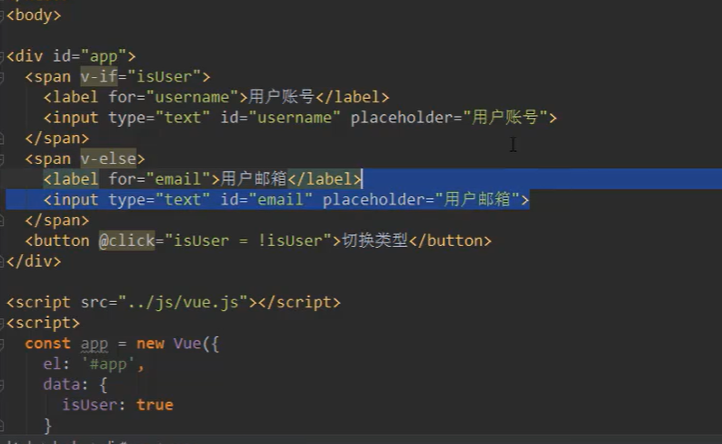 <body>
<div id="app">
<span v-if="isUser">
<label for="username">用户账号</label>
<input type="text" id="username" placeholder="用户账号">
</span>
<span v-else>
<label for="email">用户邮箱</label>
<input type="text" id="email" placeholder="用户邮箱">
</span>
<button @click="isUser = !isUser">切换类型</button>
</div>
<script src="../js/vue.js"></script>
<script>
const app = new Vue({
el: '#app',
data: {
isUser: true
}